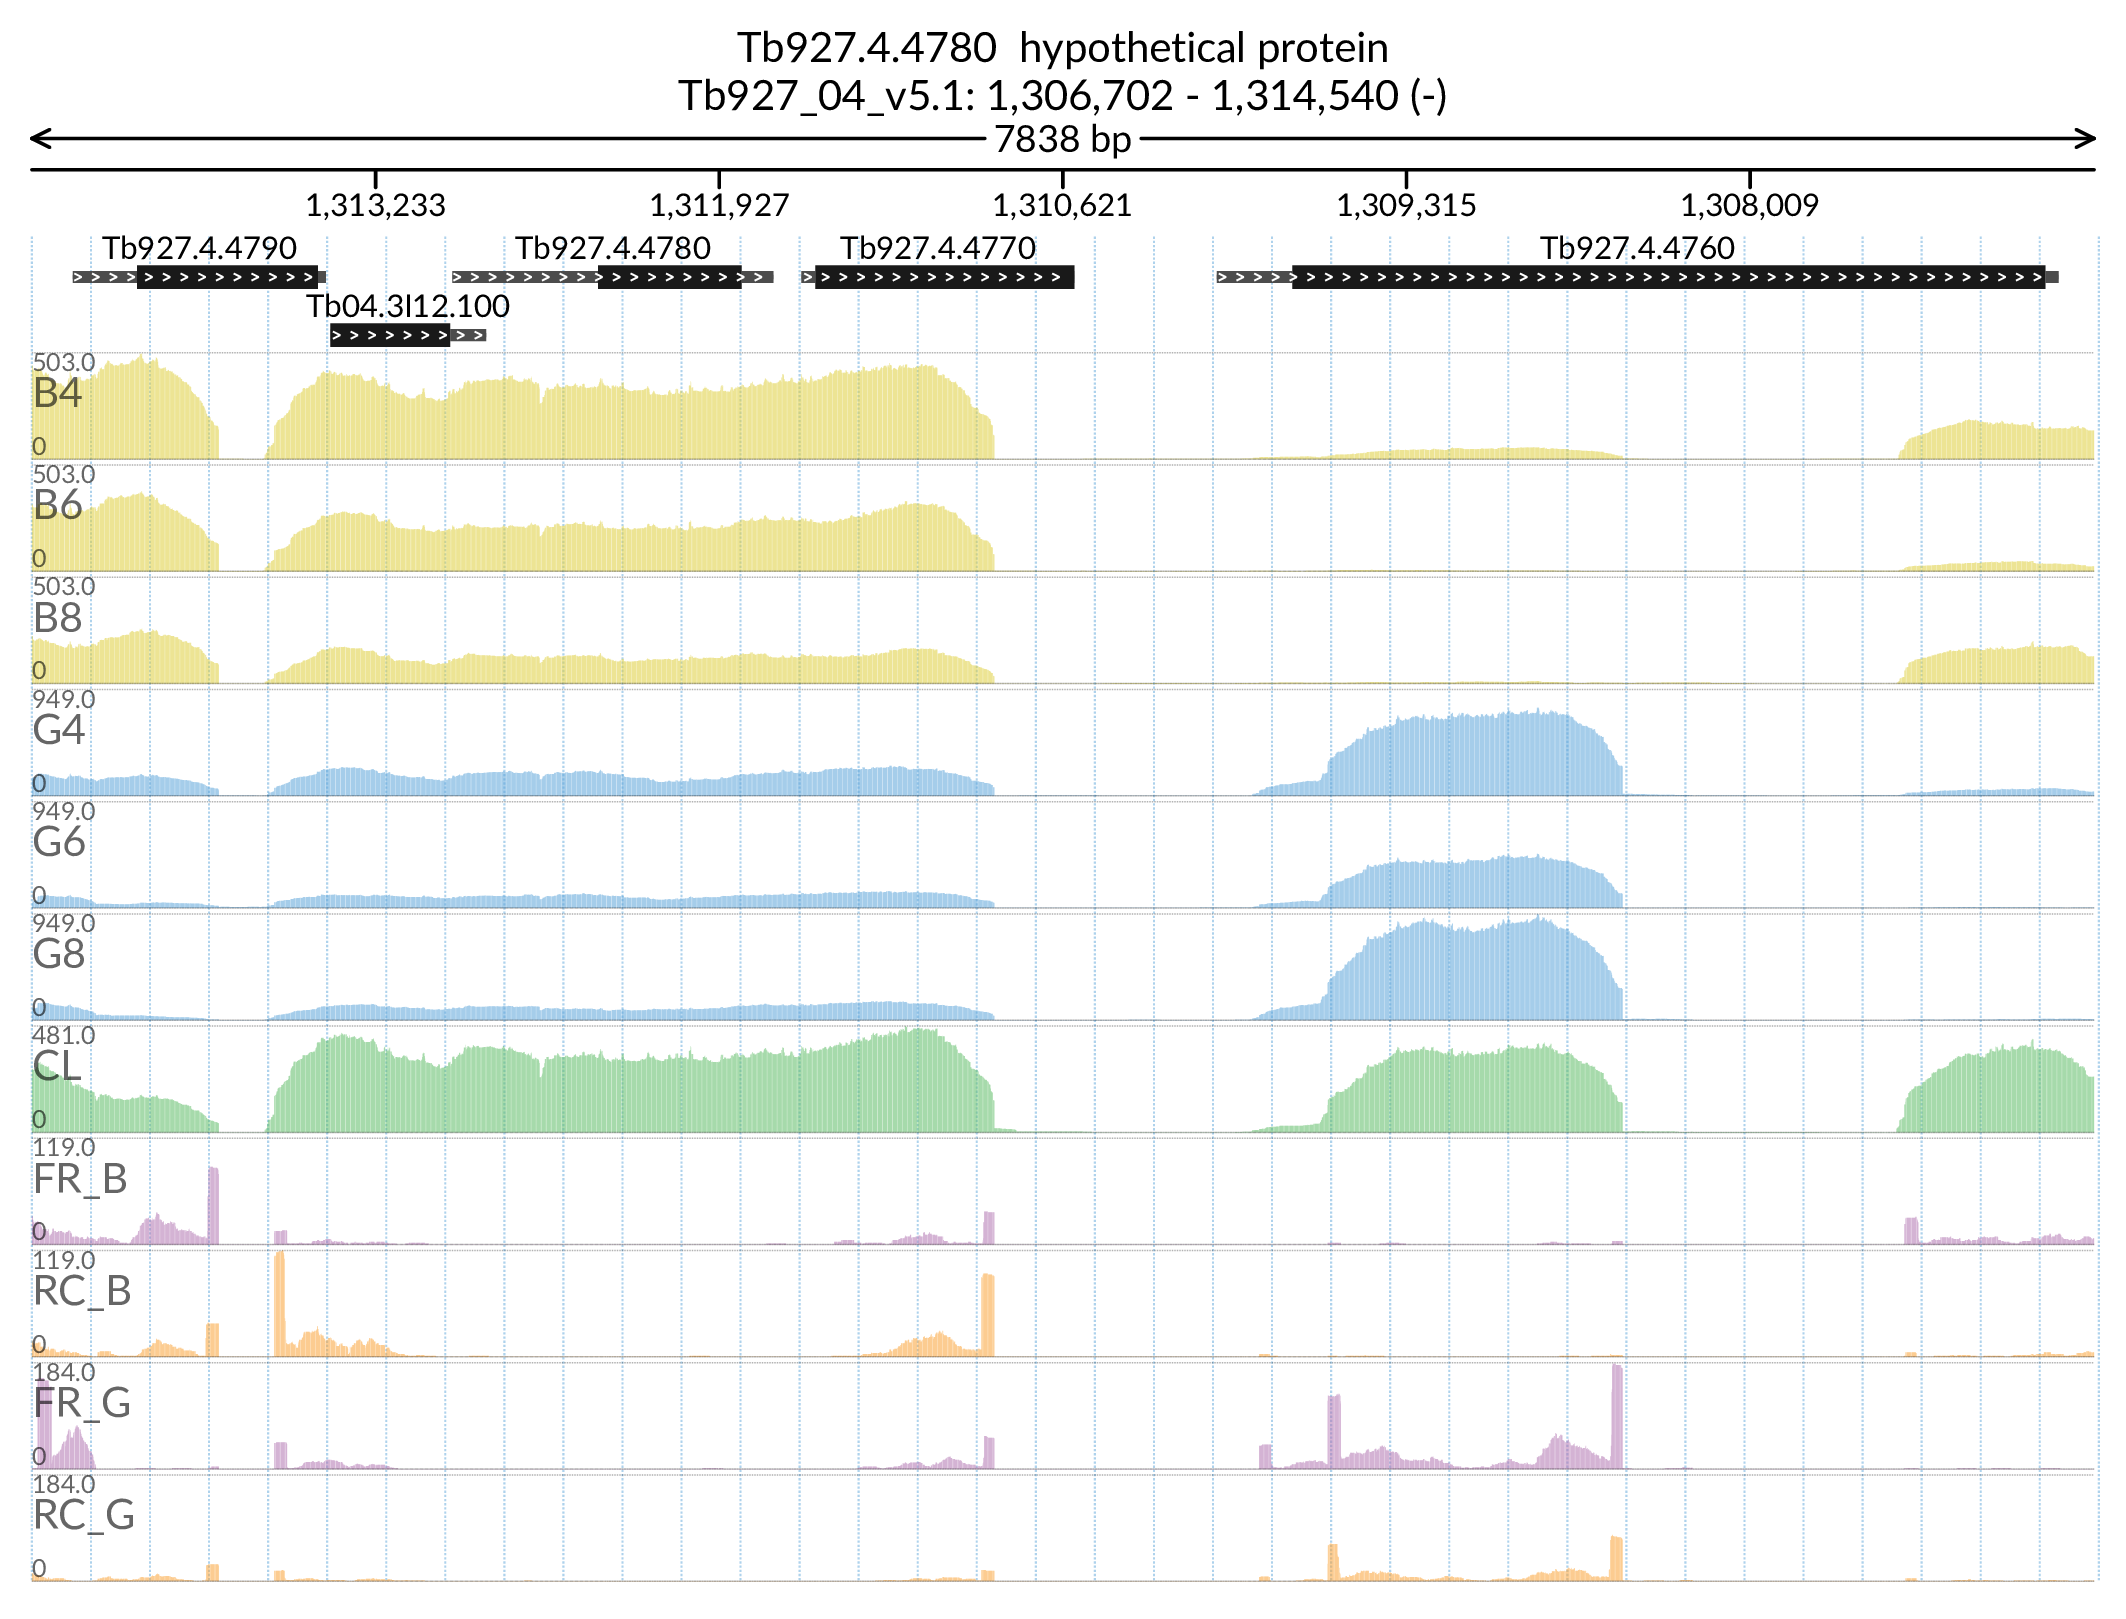 Tb927.4.4780  hypothetical protein
Tb927_04_v5.1: 1,306,702 - 1,314,540 (-)
7838 bp
1,313,233 1,311,927 1,310,621 1,309,315 1,308,009
Tb927.4.4790 Tb927.4.4780 Tb927.4.4770 Tb927.4.4760
Tb04.3I12.100
503.0
B4
0
503.0
B6
0
503.0
B8
0
949.0
G4
0
949.0
G6
0
949.0
G8
0
481.0
CL
0
119.0
FR_B
0
119.0
RC_B
0
184.0
FR_G
0
184.0
RC_G
0